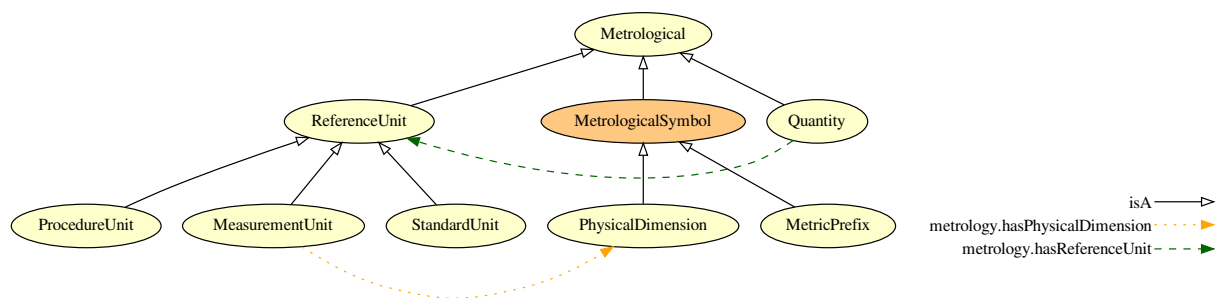 Metrological
ReferenceUnit
MetrologicalSymbol
Quantity
ProcedureUnit
MeasurementUnit
StandardUnit
PhysicalDimension
MetricPrefix
isA
metrology.hasPhysicalDimension
metrology.hasReferenceUnit